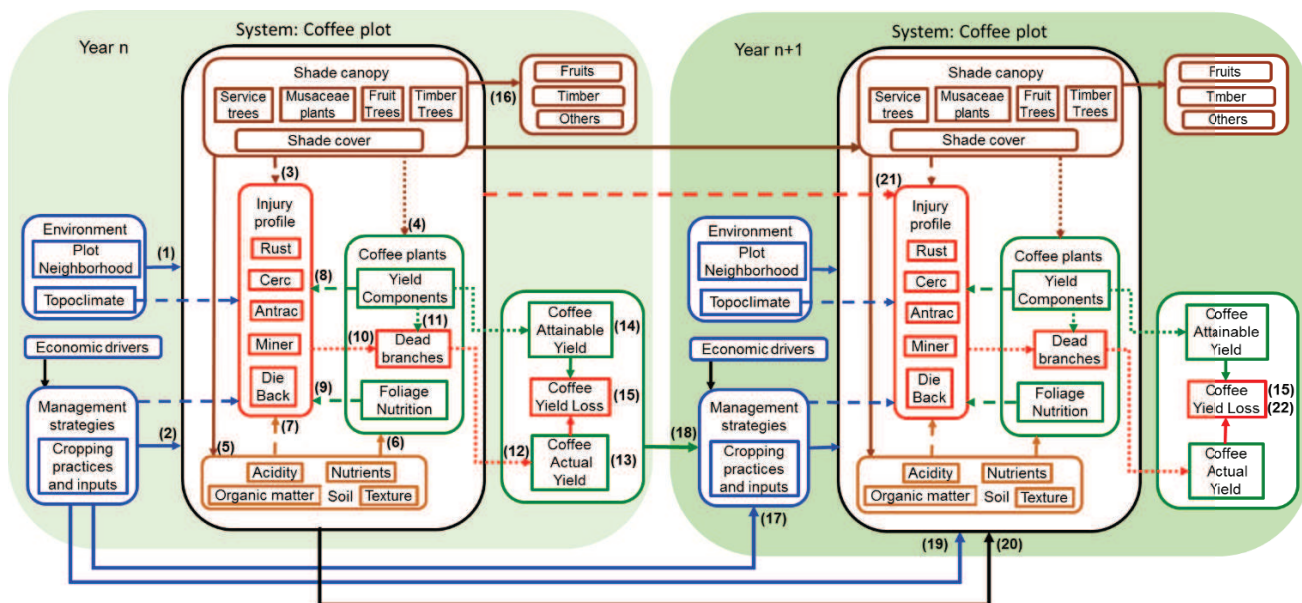 Year n
System: Coffee plot
Shade canopy
Service
trees
Musaceae
plants
Fruit
Trees
Timber
Trees
Shade cover
(16)
Fruits
Timber
Others
(3)
(4)
Injury
profile
Rust
Cerc
Antrac
Miner
Die
Back
Environment
Plot
Neighborhood
Topoclimate
(1)
Economic drivers
Management
strategies
Cropping
practices
and inputs
(2)
Coffee plants
(8)
Yield
Components
(11)
(10)
Dead
branches
(9)
Foliage
Nutrition
(7)
(6)
(5)
Acidity
Nutrients
Organic matter
Soil
Texture
Coffee
Attainable
Yield
(14)
Coffee
Yield Loss
(15)
(12)
Coffee
Actual
Yield
(13)
(18)
(17)
(19)
(20)
Year n+1
System: Coffee plot
Shade canopy
Service
trees
Musaceae
plants
Fruit
Trees
Timber
Trees
Shade cover
Fruits
Timber
Others
(21)
Injury
profile
Rust
Cerc
Antrac
Miner
Die
Back
Environment
Plot
Neighborhood
Topoclimate
Economic drivers
Management
strategies
Cropping
practices
and inputs
Coffee plants
Yield
Components
Dead
branches
Foliage
Nutrition
Acidity
Nutrients
Organic matter
Soil
Texture
Coffee
Attainable
Yield
Coffee
Yield Loss
(15)
(22)
Coffee
Actual
Yield